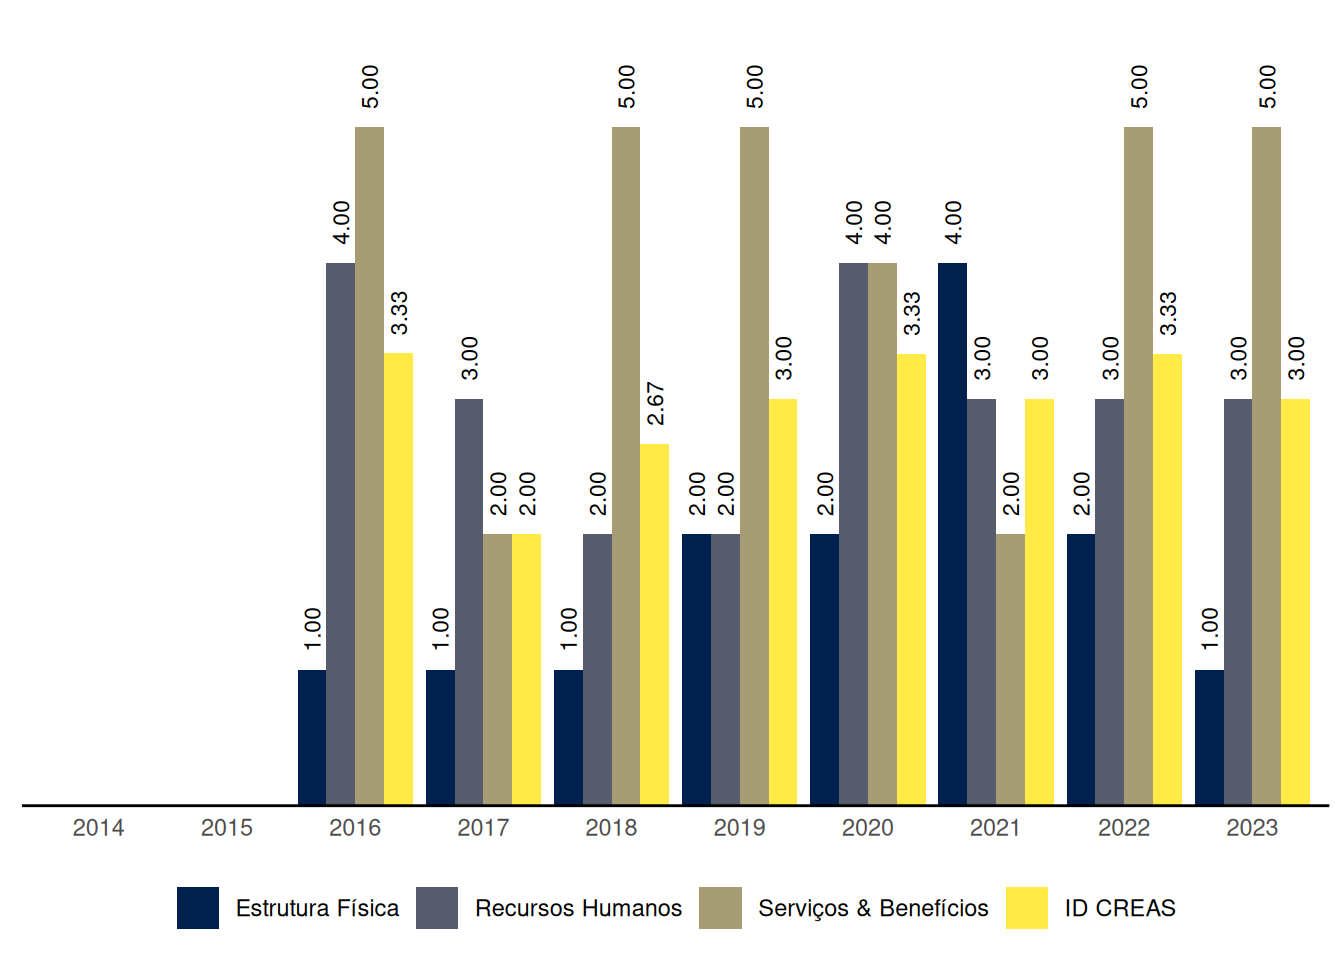 5.00 5.00 5.00 5.00 5.00
4.00 4.00 4.00 4.00
3.33 3.33 3.33
3.00 3.00 3.00 3.00 3.00 3.00 3.00
2.67
2.00 2.00 2.00 2.00 2.00 2.00 2.00 2.00
1.00 1.00 1.00 1.00
2014 2015 2016 2017 2018 2019 2020 2021 2022 2023
Estrutura Física Recursos Humanos Serviços & Benefícios ID CREAS